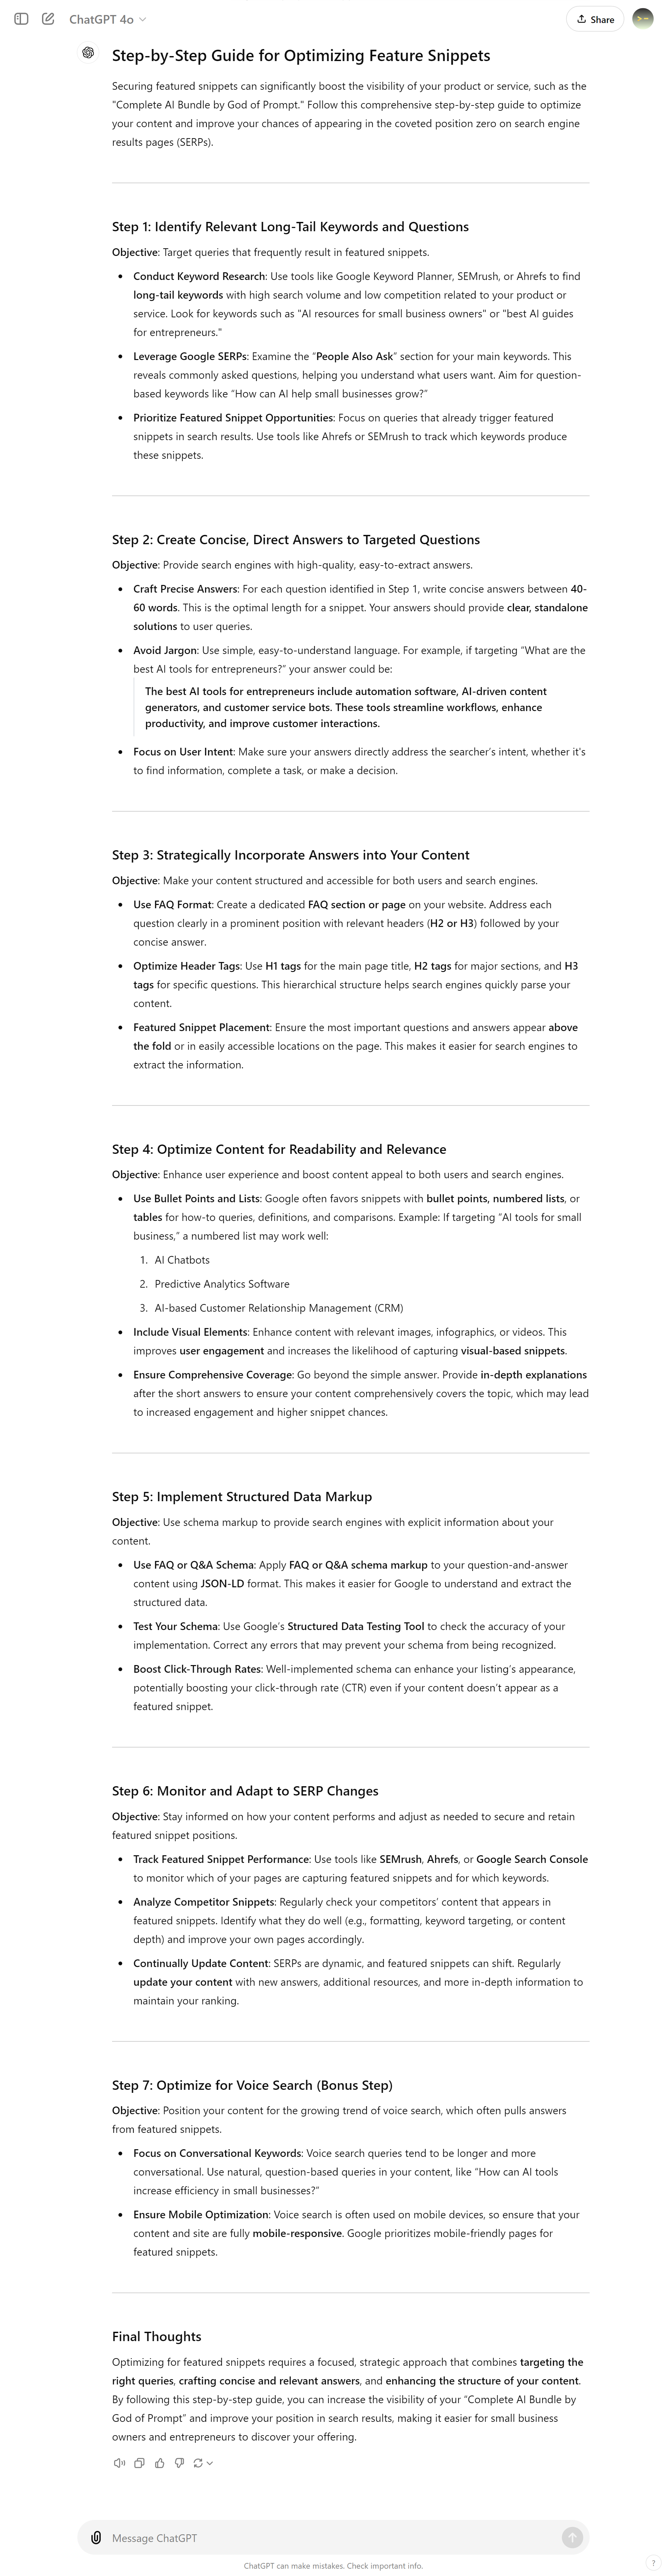 ChatGPT 4o
Share
Step-by-Step Guide for Optimizing Feature Snippets
Securing featured snippets can significantly boost the visibility of your product or service, such as the
"Complete AI Bundle by God of Prompt." Follow this comprehensive step-by-step guide to optimize
your content and improve your chances of appearing in the coveted position zero on search engine
results pages (SERPs).
Step 1: Identify Relevant Long-Tail Keywords and Questions
Objective: Target queries that frequently result in featured snippets.
• Conduct Keyword Research: Use tools like Google Keyword Planner, SEMrush, or Ahrefs to find
long-tail keywords with high search volume and low competition related to your product or
service. Look for keywords such as "AI resources for small business owners" or "best AI guides
for entrepreneurs."
• Leverage Google SERPs: Examine the “People Also Ask” section for your main keywords. This
reveals commonly asked questions, helping you understand what users want. Aim for question-
based keywords like “How can AI help small businesses grow?”
• Prioritize Featured Snippet Opportunities: Focus on queries that already trigger featured
snippets in search results. Use tools like Ahrefs or SEMrush to track which keywords produce
these snippets.
Step 2: Create Concise, Direct Answers to Targeted Questions
Objective: Provide search engines with high-quality, easy-to-extract answers.
• Craft Precise Answers: For each question identified in Step 1, write concise answers between 40-
60 words. This is the optimal length for a snippet. Your answers should provide clear, standalone
solutions to user queries.
• Avoid Jargon: Use simple, easy-to-understand language. For example, if targeting “What are the
best AI tools for entrepreneurs?” your answer could be:
The best AI tools for entrepreneurs include automation software, AI-driven content
generators, and customer service bots. These tools streamline workflows, enhance
productivity, and improve customer interactions.
• Focus on User Intent: Make sure your answers directly address the searcher’s intent, whether it's
to find information, complete a task, or make a decision.
Step 3: Strategically Incorporate Answers into Your Content
Objective: Make your content structured and accessible for both users and search engines.
• Use FAQ Format: Create a dedicated FAQ section or page on your website. Address each
question clearly in a prominent position with relevant headers (H2 or H3) followed by your
concise answer.
• Optimize Header Tags: Use H1 tags for the main page title, H2 tags for major sections, and H3
tags for specific questions. This hierarchical structure helps search engines quickly parse your
content.
• Featured Snippet Placement: Ensure the most important questions and answers appear above
the fold or in easily accessible locations on the page. This makes it easier for search engines to
extract the information.
Step 4: Optimize Content for Readability and Relevance
Objective: Enhance user experience and boost content appeal to both users and search engines.
• Use Bullet Points and Lists: Google often favors snippets with bullet points, numbered lists, or
tables for how-to queries, definitions, and comparisons. Example: If targeting “AI tools for small
business,” a numbered list may work well:
1. AI Chatbots
2. Predictive Analytics Software
3. AI-based Customer Relationship Management (CRM)
• Include Visual Elements: Enhance content with relevant images, infographics, or videos. This
improves user engagement and increases the likelihood of capturing visual-based snippets.
• Ensure Comprehensive Coverage: Go beyond the simple answer. Provide in-depth explanations
after the short answers to ensure your content comprehensively covers the topic, which may lead
to increased engagement and higher snippet chances.
Step 5: Implement Structured Data Markup
Objective: Use schema markup to provide search engines with explicit information about your
content.
• Use FAQ or Q&A Schema: Apply FAQ or Q&A schema markup to your question-and-answer
content using JSON-LD format. This makes it easier for Google to understand and extract the
structured data.
• Test Your Schema: Use Google’s Structured Data Testing Tool to check the accuracy of your
implementation. Correct any errors that may prevent your schema from being recognized.
• Boost Click-Through Rates: Well-implemented schema can enhance your listing’s appearance,
potentially boosting your click-through rate (CTR) even if your content doesn’t appear as a
featured snippet.
Step 6: Monitor and Adapt to SERP Changes
Objective: Stay informed on how your content performs and adjust as needed to secure and retain
featured snippet positions.
• Track Featured Snippet Performance: Use tools like SEMrush, Ahrefs, or Google Search Console
to monitor which of your pages are capturing featured snippets and for which keywords.
• Analyze Competitor Snippets: Regularly check your competitors’ content that appears in
featured snippets. Identify what they do well (e.g., formatting, keyword targeting, or content
depth) and improve your own pages accordingly.
• Continually Update Content: SERPs are dynamic, and featured snippets can shift. Regularly
update your content with new answers, additional resources, and more in-depth information to
maintain your ranking.
Step 7: Optimize for Voice Search (Bonus Step)
Objective: Position your content for the growing trend of voice search, which often pulls answers
from featured snippets.
• Focus on Conversational Keywords: Voice search queries tend to be longer and more
conversational. Use natural, question-based queries in your content, like “How can AI tools
increase efficiency in small businesses?”
• Ensure Mobile Optimization: Voice search is often used on mobile devices, so ensure that your
content and site are fully mobile-responsive. Google prioritizes mobile-friendly pages for
featured snippets.
Final Thoughts
Optimizing for featured snippets requires a focused, strategic approach that combines targeting the
right queries, crafting concise and relevant answers, and enhancing the structure of your content.
By following this step-by-step guide, you can increase the visibility of your “Complete AI Bundle by
God of Prompt” and improve your position in search results, making it easier for small business
owners and entrepreneurs to discover your offering.
Message ChatGPT
ChatGPT can make mistakes. Check important info.
?